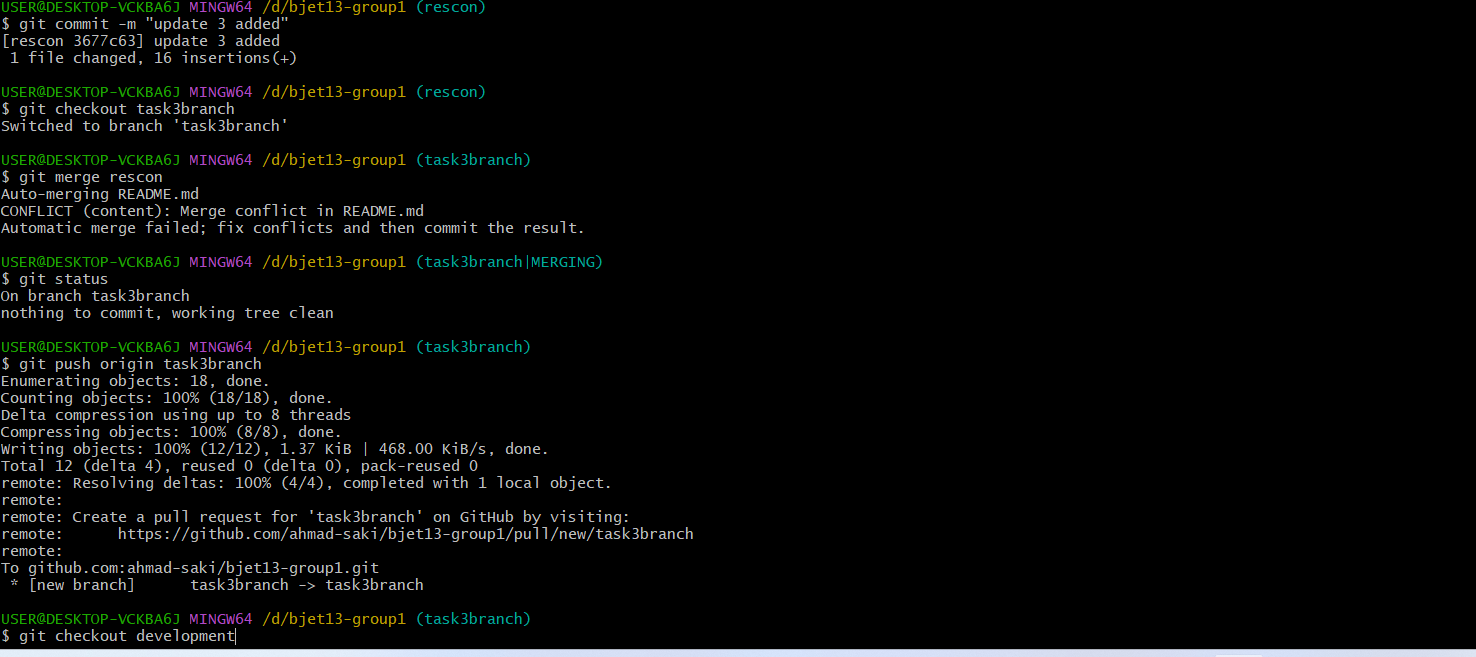 USER@DESKTOP-VCKBA6J MINGW64 /d/bjet13-group1 (rescon)
$ git commit -m "update 3 added"
[rescon 3677c63] update 3 added
 1 file changed, 16 insertions(+)

USER@DESKTOP-VCKBA6J MINGW64 /d/bjet13-group1 (rescon)
$ git checkout task3branch
Switched to branch 'task3branch'

USER@DESKTOP-VCKBA6J MINGW64 /d/bjet13-group1 (task3branch)
$ git merge rescon
Auto-merging README.md
CONFLICT (content): Merge conflict in README.md
Automatic merge failed; fix conflicts and then commit the result.

USER@DESKTOP-VCKBA6J MINGW64 /d/bjet13-group1 (task3branch|MERGING)
$ git status
On branch task3branch
nothing to commit, working tree clean

USER@DESKTOP-VCKBA6J MINGW64 /d/bjet13-group1 (task3branch)
$ git push origin task3branch
Enumerating objects: 18, done.
Counting objects: 100% (18/18), done.
Delta compression using up to 8 threads
Compressing objects: 100% (8/8), done.
Writing objects: 100% (12/12), 1.37 KiB | 468.00 KiB/s, done.
Total 12 (delta 4), reused 0 (delta 0), pack-reused 0
remote: Resolving deltas: 100% (4/4), completed with 1 local object.
remote:
remote: Create a pull request for 'task3branch' on GitHub by visiting:
remote:      https://github.com/ahmad-saki/bjet13-group1/pull/new/task3branch
remote:
To github.com:ahmad-saki/bjet13-group1.git
 * [new branch]      task3branch -> task3branch

USER@DESKTOP-VCKBA6J MINGW64 /d/bjet13-group1 (task3branch)
$ git checkout development